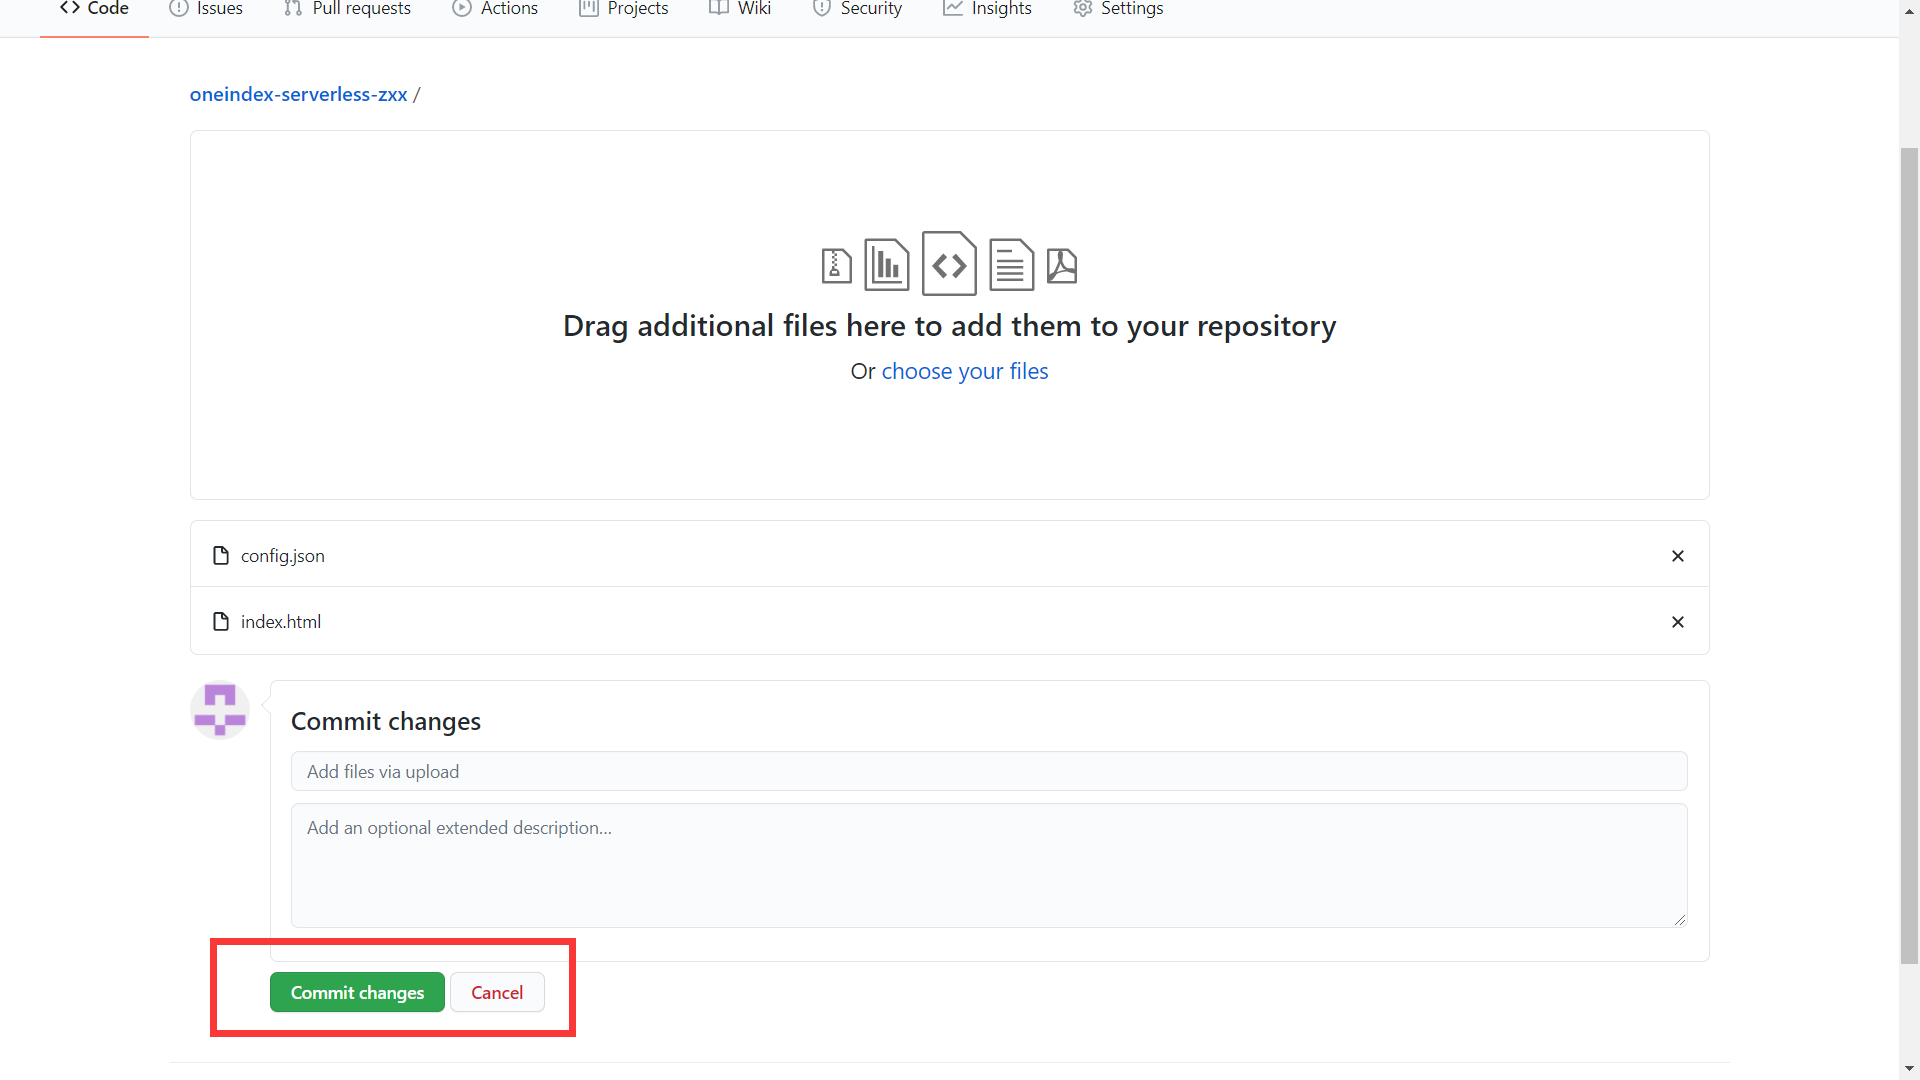 Code Issues Pull requests Actions Projects Wiki Security Insights Settings
oneindex-serverless-zxx /
Drag additional files here to add them to your repository
Or choose your files
config.json
index.html
Commit changes
Add files via upload
Add an optional extended description...
Commit changes Cancel